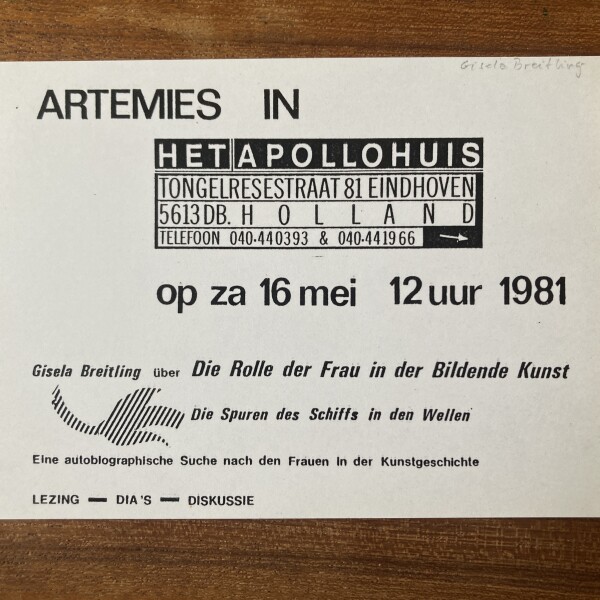 Gisela Breitling
ARTEMIES IN
HET APOLLOHUIS
TONGELRESESTRAAT 81 EINDHOVEN
5613 DB. HOLLAND
TELEFOON 040-440393 & 040-441966
op za 16 mei 12 uur 1981
Gisela Breitling über Die Rolle der Frau in der Bildende Kunst
Die Spuren des Schiffs in den Wellen
Eine autobiographische Suche nach den Frauen in der Kunstgeschichte
LEZING — DIA'S — DISKUSSIE